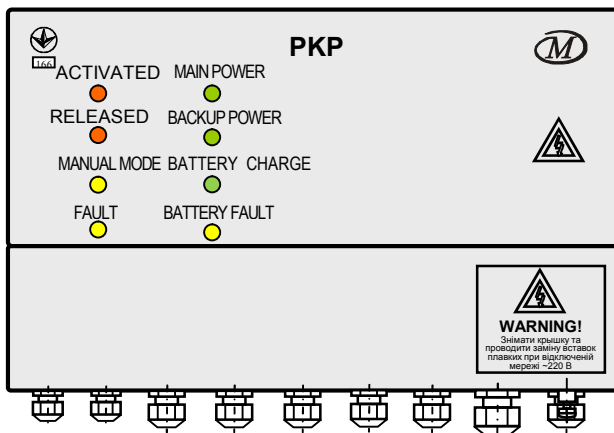 PKP
M
166
ACTIVATED MAIN POWER
RELEASED BACKUP POWER
MANUAL MODE BATTERY CHARGE
FAULT BATTERY FAULT
WARNING!
Знімати крышку та
проводити заміну вставок
плавких при відключеній
мережі ~220 В